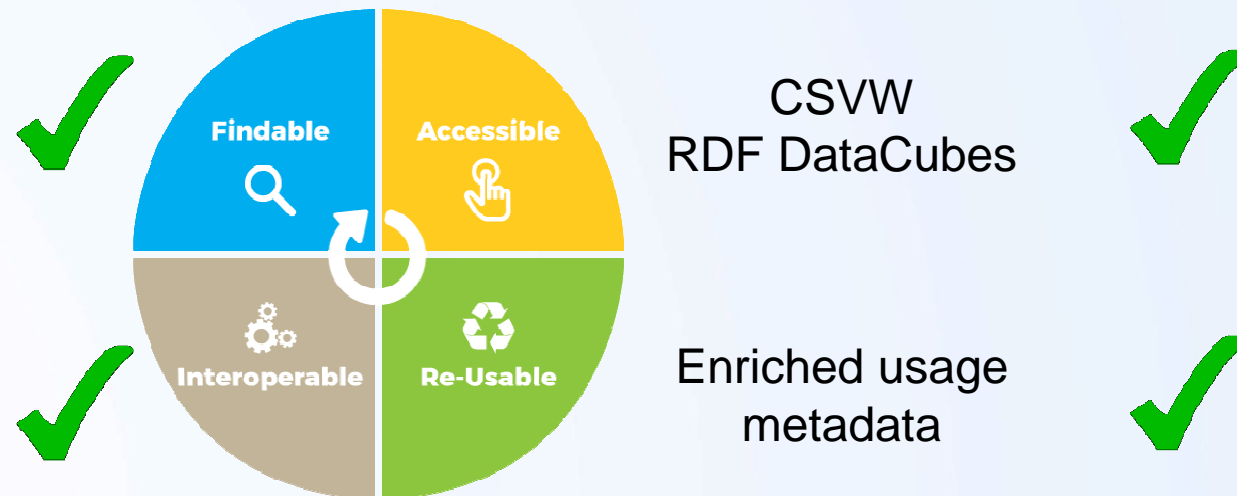 Findable
Accessible
CSVW
RDF DataCubes
Interoperable
Re-Usable
Enriched usage
metadata